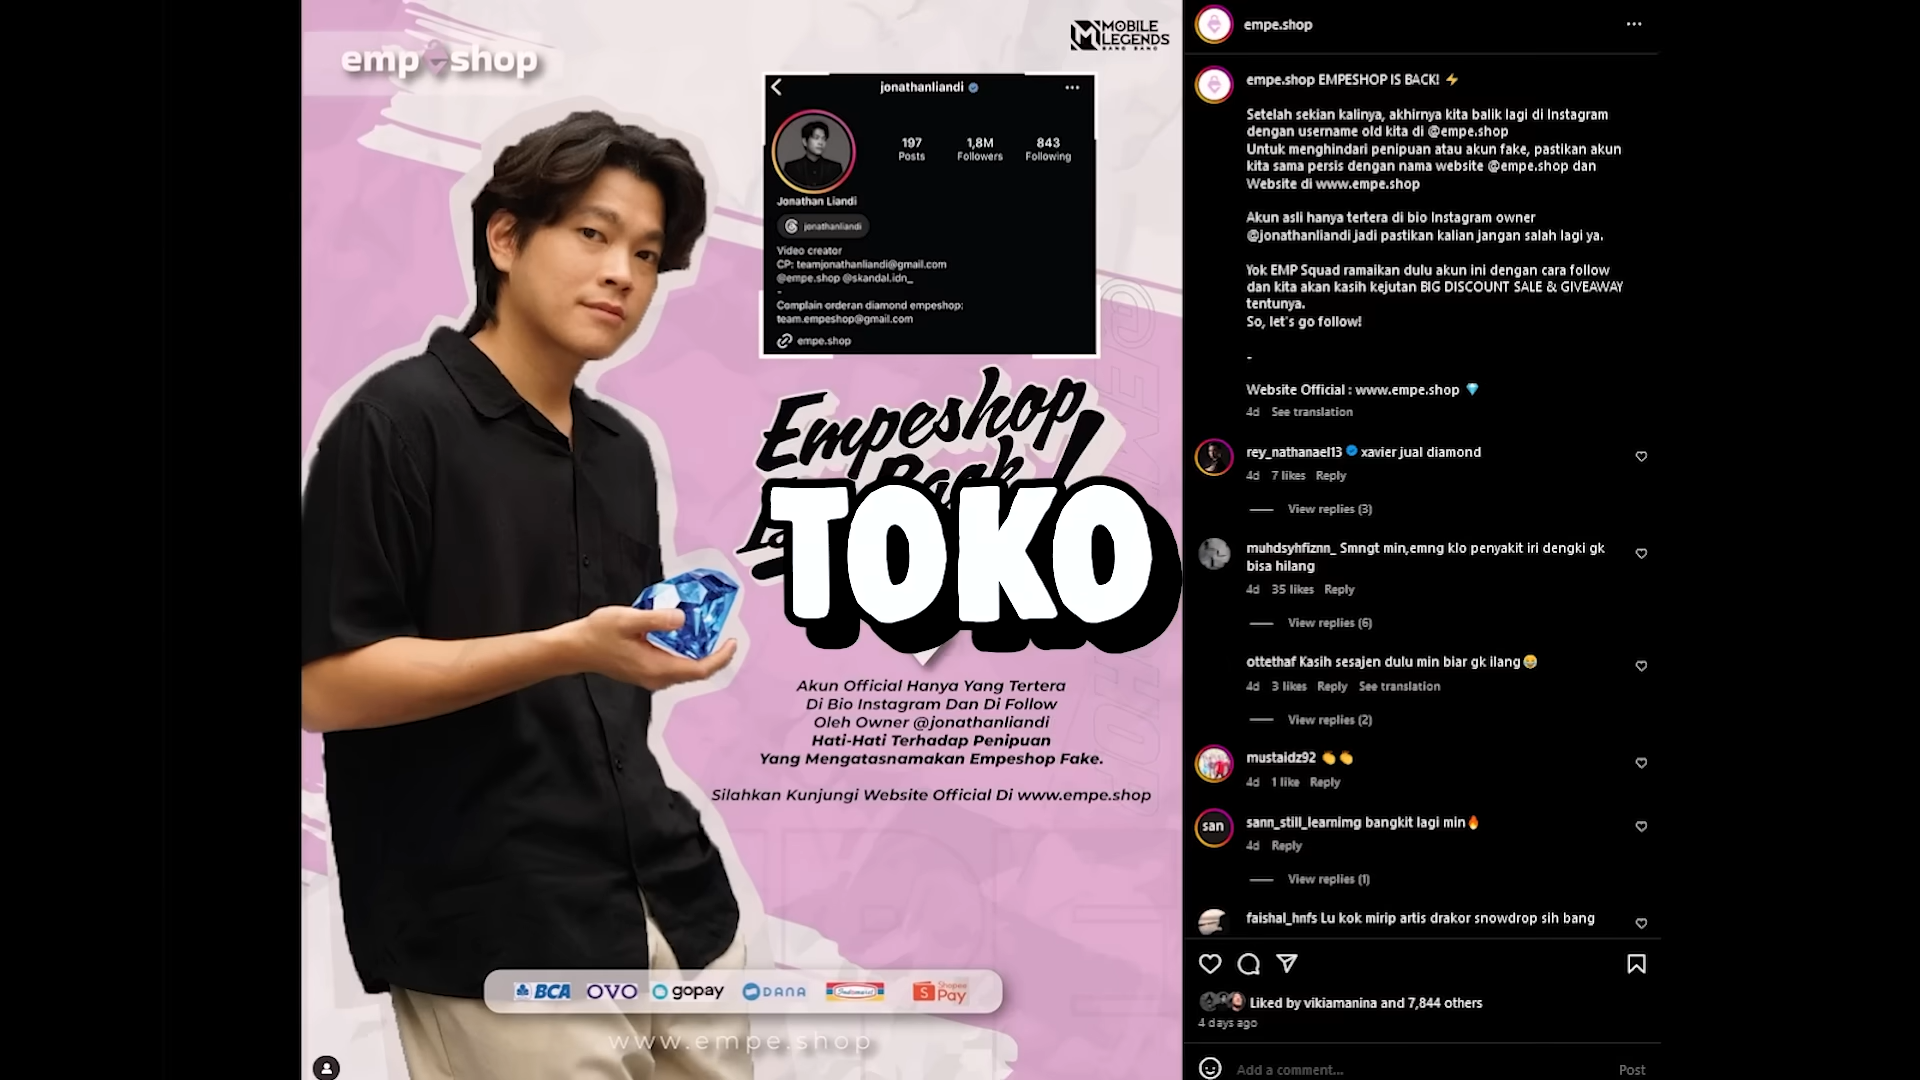 emp shop
MOBILE
LEGENDS
BANG BANG
jonathanliandi
197
Posts
1,8M
Followers
843
Following
Jonathan Liandi
jonathanliandi
Video creator
CP: teamjonathanliandi@gmail.com
@empe.shop @skandal.idn_
-
Complain orderan diamond empeshop:
team.empeshop@gmail.com
empe.shop
Empeshop
Back
TOKO
Akun Official Hanya Yang Tertera
Di Bio Instagram Dan Di Follow
Oleh Owner @jonathanliandi
Hati-Hati Terhadap Penipuan
Yang Mengatasnamakan Empeshop Fake.
Silahkan Kunjungi Website Official Di www.empe.shop
BCA OVO gopay DANA Indomaret Shopee Pay
www.empe.shop
empe.shop
empe.shop EMPESHOP IS BACK! ⚡
Setelah sekian kalinya, akhirnya kita balik lagi di Instagram
dengan username old kita di @empe.shop
Untuk menghindari penipuan atau akun fake, pastikan akun
kita sama persis dengan nama website @empe.shop dan
Website di www.empe.shop
Akun asli hanya tertera di bio Instagram owner
@jonathanliandi jadi pastikan kalian jangan salah lagi ya.
Yok EMP Squad ramaikan dulu akun ini dengan cara follow
dan kita akan kasih kejutan BIG DISCOUNT SALE & GIVEAWAY
tentunya.
So, let's go follow!
-
Website Official : www.empe.shop 💎
4d See translation
rey_nathanael13 xavier jual diamond
4d 7 likes Reply
View replies (3)
muhdsyhfiznn_ Smngt min,emng klo penyakit iri dengki gk
bisa hilang
4d 35 likes Reply
View replies (6)
ottethaf Kasih sesajen dulu min biar gk ilang😂
4d 3 likes Reply See translation
View replies (2)
mustaidz92 👏👏
4d 1 like Reply
san
sann_still_learnimg bangkit lagi min🔥
4d Reply
View replies (1)
faishal_hnfs Lu kok mirip artis drakor snowdrop sih bang
Liked by vikiamanina and 7,844 others
4 days ago
Add a comment...
Post